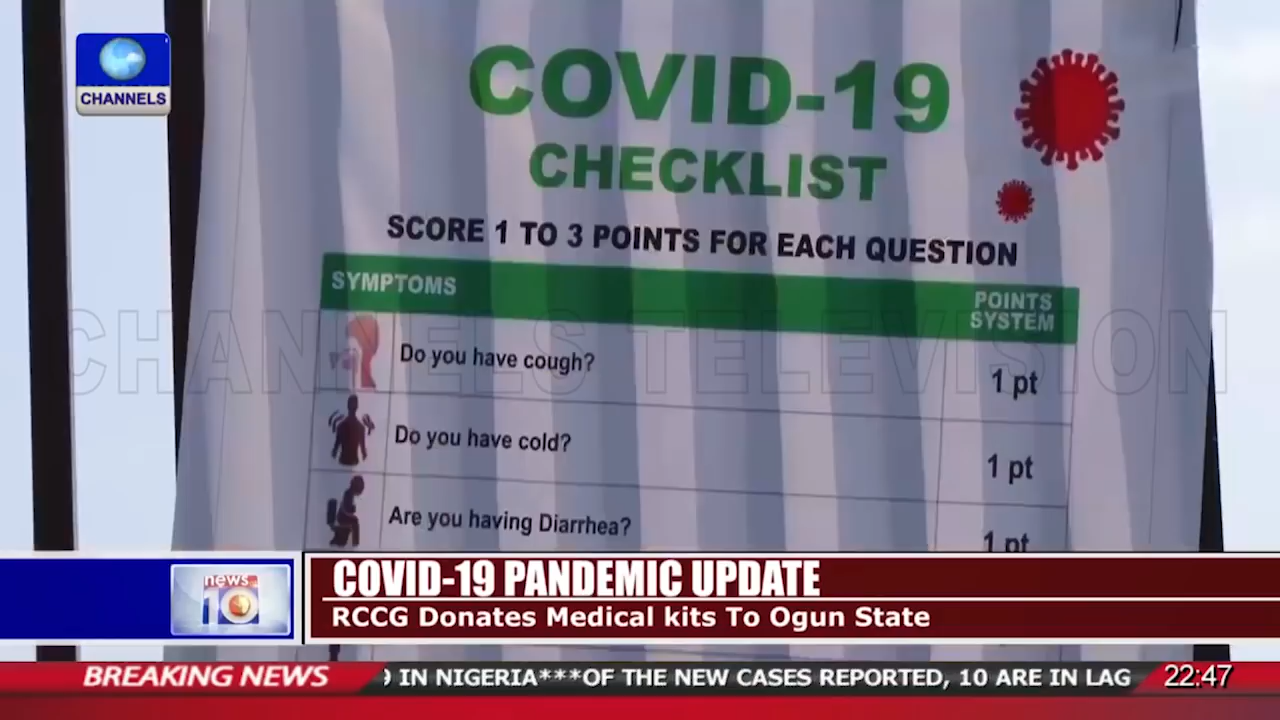 CHANNELS
COVID-19
CHECKLIST
SCORE 1 TO 3 POINTS FOR EACH QUESTION
SYMPTOMS
POINTS
SYSTEM
CHANNELS TELEVISION
Do you have cough?
1 pt
Do you have cold?
1 pt
Are you having Diarrhea?
1 pt
news
10
COVID-19 PANDEMIC UPDATE
RCCG Donates Medical kits To Ogun State
BREAKING NEWS
IN NIGERIA***OF THE NEW CASES REPORTED, 10 ARE IN LAG
22:47